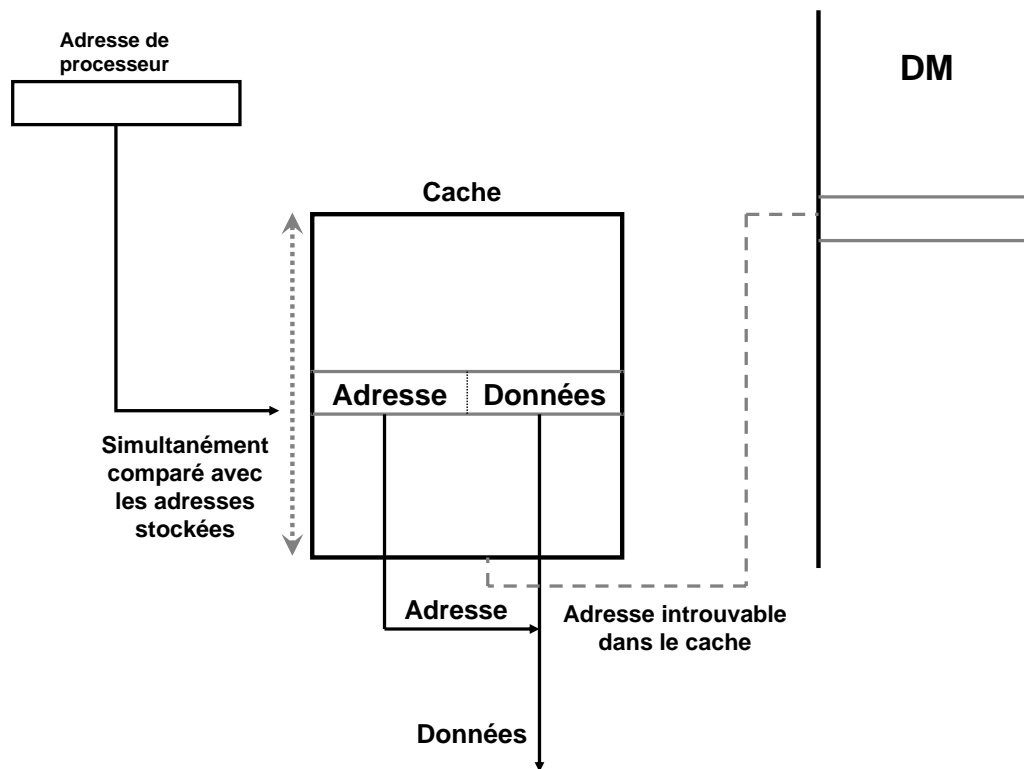 Adresse de
processeur
DM
Cache
Adresse
Données
Simultanément
comparé avec
les adresses
stockées
Adresse
Adresse introuvable
dans le cache
Données